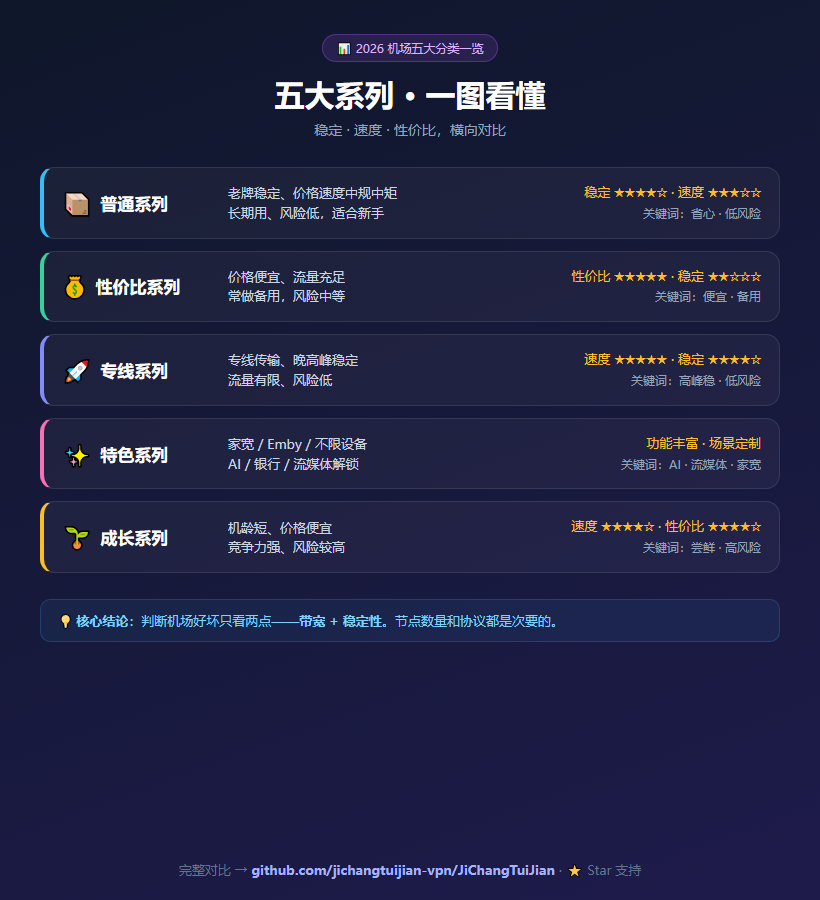 📊 2026 机场五大分类一览
五大系列 · 一图看懂
稳定 · 速度 · 性价比，横向对比
📦 普通系列
老牌稳定、价格速度中规中矩
长期用、风险低，适合新手
稳定 ★★★★☆ · 速度 ★★★☆☆
关键词：省心 · 低风险
💰 性价比系列
价格便宜、流量充足
常做备用，风险中等
性价比 ★★★★★ · 稳定 ★★☆☆☆
关键词：便宜 · 备用
🚀 专线系列
专线传输、晚高峰稳定
流量有限、风险低
速度 ★★★★★ · 稳定 ★★★★☆
关键词：高峰稳 · 低风险
✨ 特色系列
家宽 / Emby / 不限设备
AI / 银行 / 流媒体解锁
功能丰富 · 场景定制
关键词：AI · 流媒体 · 家宽
🌱 成长系列
机龄短、价格便宜
竞争力强、风险较高
速度 ★★★★☆ · 性价比 ★★★★☆
关键词：尝鲜 · 高风险
💡 核心结论：判断机场好坏只看两点——带宽 + 稳定性。节点数量和协议都是次要的。
完整对比 → github.com/jichangtuijian-vpn/JiChangTuiJian · ⭐ Star 支持